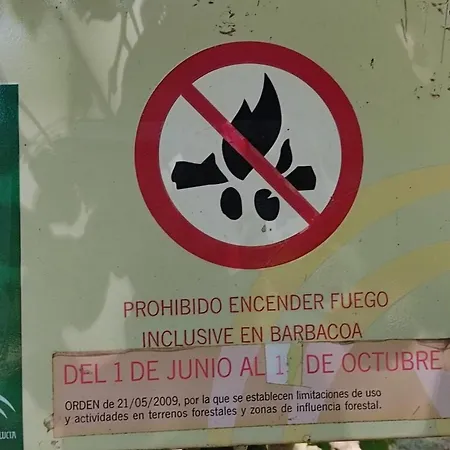 PROHIBIDO ENCENDER FUEGO
INCLUSIVE EN BARBACOA
DEL 1 DE JUNIO AL 1 DE OCTUBRE
ORDEN de 21/05/2009, por la que se establecen limitaciones de uso
y actividades en terrenos forestales y zonas de influencia forestal.